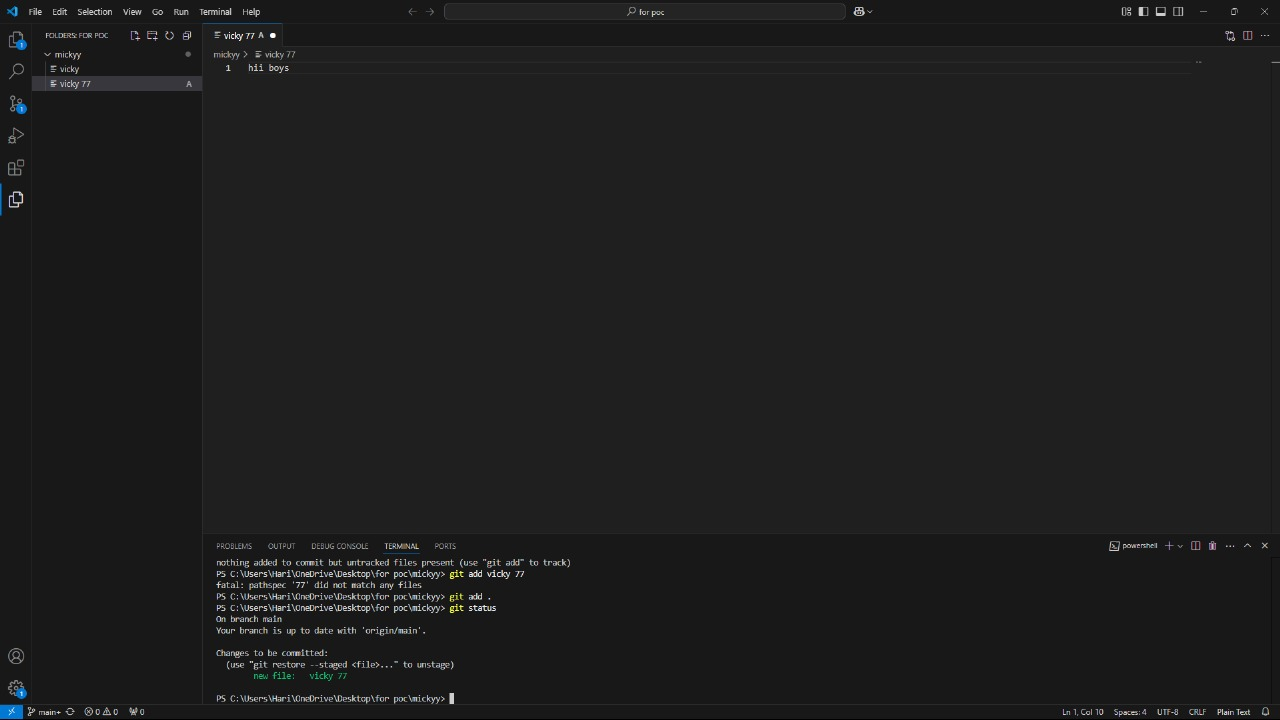 File Edit Selection View Go Run Terminal Help
for poc
FOLDERS: FOR POC
mickyy
vicky
vicky 77 A
vicky 77 A
mickyy > vicky 77
1 hii boys
PROBLEMS OUTPUT DEBUG CONSOLE TERMINAL PORTS
powershell
nothing added to commit but untracked files present (use "git add" to track)
PS C:\Users\Hari\OneDrive\Desktop\for poc\mickyy> git add vicky 77
fatal: pathspec '77' did not match any files
PS C:\Users\Hari\OneDrive\Desktop\for poc\mickyy> git add .
PS C:\Users\Hari\OneDrive\Desktop\for poc\mickyy> git status
On branch main
Your branch is up to date with 'origin/main'.
Changes to be committed:
(use "git restore --staged <file>..." to unstage)
new file: vicky 77
PS C:\Users\Hari\OneDrive\Desktop\for poc\mickyy>
1
1
1
main+ 0 0 0
Ln 1, Col 10 Spaces: 4 UTF-8 CRLF Plain Text